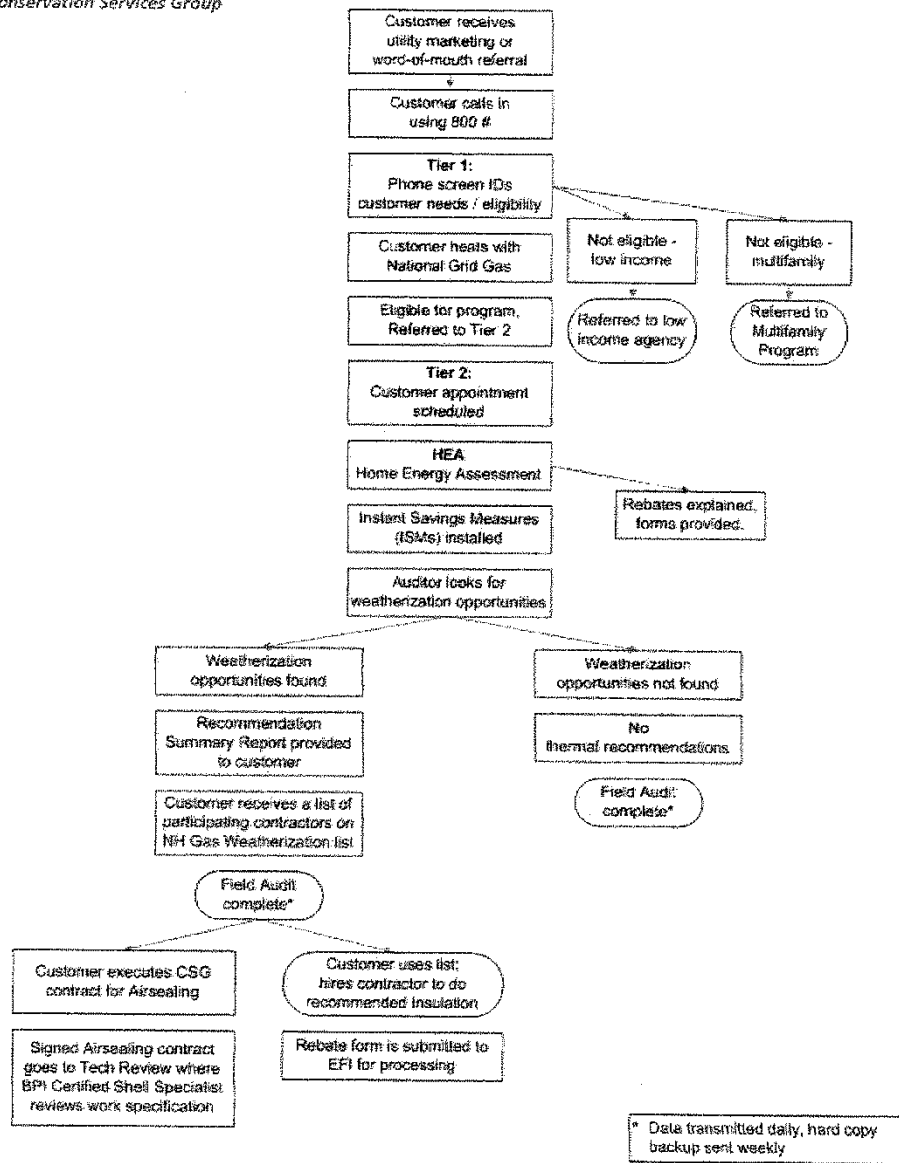 Conservation Services Group
Customer receives
utility marketing or
word-of-mouth referral
Customer calls in
using 800 #
Tier 1:
Phone screen IDs
customer needs / eligibility
Not eligible -
low income
Not eligible -
multifamily
Customer heats with
National Grid Gas
Eligible for program,
Referred to Tier 2
Referred to low
income agency
Referred to
Multifamily
Program
Tier 2:
Customer appointment
scheduled
HEA
Home Energy Assessment
Rebates explained,
forms provided.
Instant Savings Measures
(ISMs) installed
Auditor looks for
weatherization opportunities
Weatherization
opportunities found
Weatherization
opportunities not found
Recommendation
Summary Report provided
to customer
No
thermal recommendations
Customer receives a list of
participating contractors on
NH Gas Weatherization list
Field Audit
complete*
Field Audit
complete*
Customer executes CSG
contract for Airsealing
Customer uses list;
hires contractor to do
recommended insulation
Signed Airsealing contract
goes to Tech Review where
BPI Certified Shell Specialist
reviews work specification
Rebate form is submitted to
EFI for processing
* Data transmitted daily, hard copy
backup sent weekly